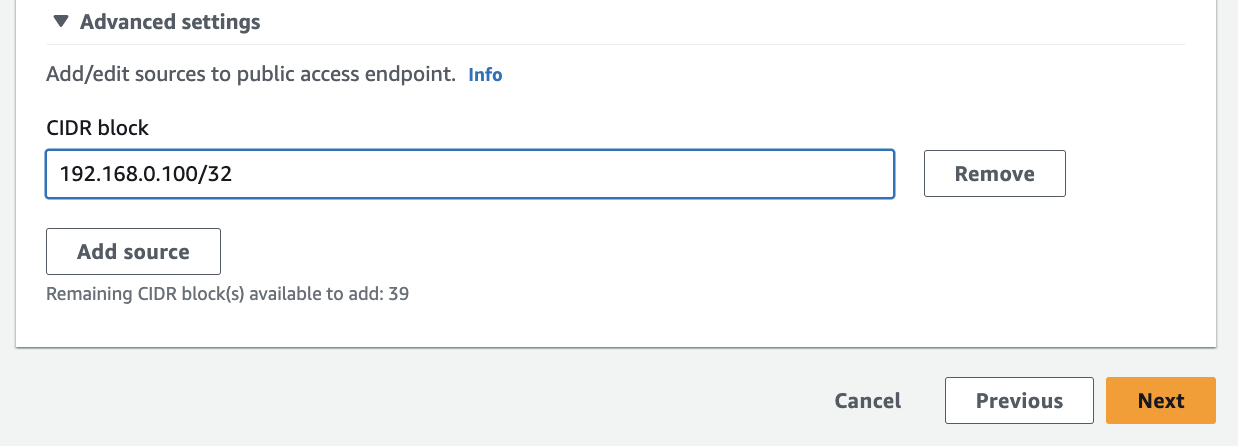 Advanced settings
Add/edit sources to public access endpoint. Info
CIDR block
192.168.0.100/32 Remove
Add source
Remaining CIDR block(s) available to add: 39
Cancel Previous Next